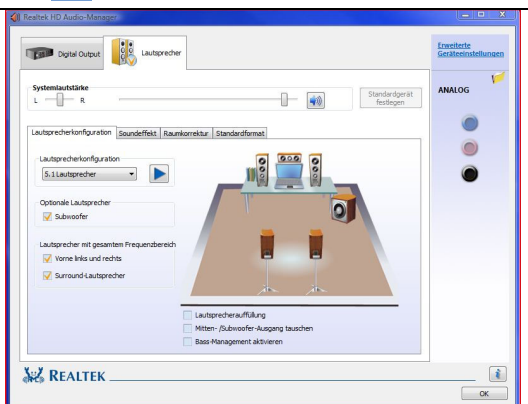 Realtek HD Audio-Manager
Digital Output
Lautsprecher
Erweiterte
Geräteeinstellungen
Systemlautstärke
L
R
Standardgerät
festlegen
ANALOG
Lautsprecherkonfiguration
Soundeffekt
Raumkorrektur
Standardformat
Lautsprecherkonfiguration
5.1 Lautsprecher
Optionale Lautsprecher
Subwoofer
Lautsprecher mit gesamtem Frequenzbereich
Vorne links und rechts
Surround-Lautsprecher
Lautsprecherauffüllung
Mitten- /Subwoofer-Ausgang tauschen
Bass-Management aktivieren
REALTEK
OK